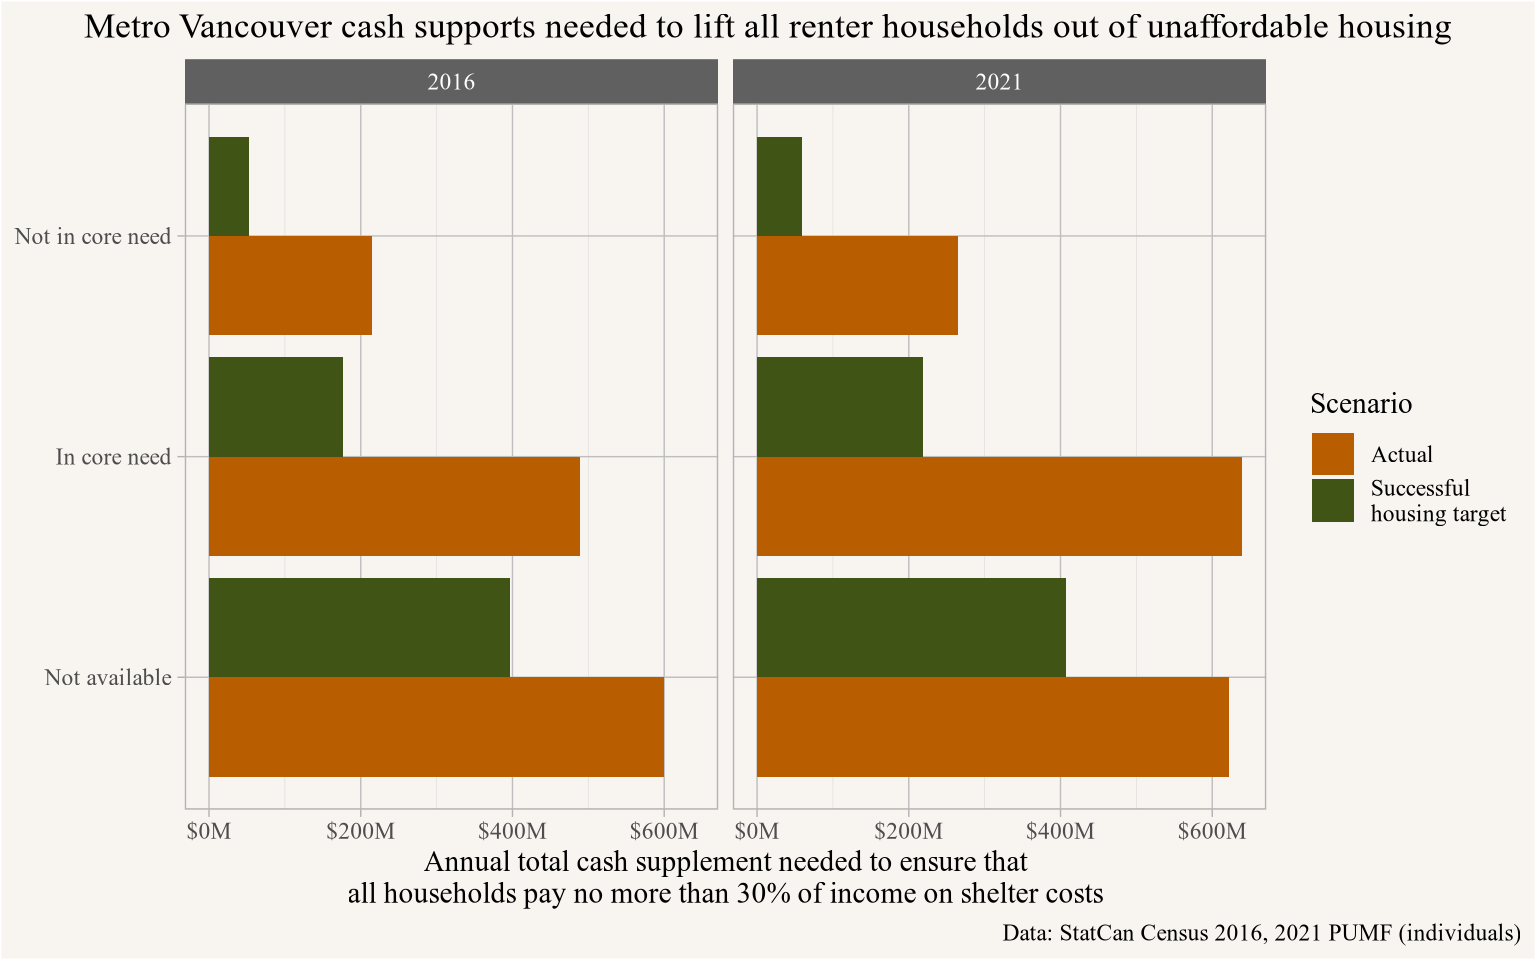 Metro Vancouver cash supports needed to lift all renter households out of unaffordable housing
2016
2021
Not in core need
In core need
Not available
$0M
$200M
$400M
$600M
$0M
$200M
$400M
$600M
Annual total cash supplement needed to ensure that
all households pay no more than 30% of income on shelter costs
Scenario
Actual
Successful
housing target
Data: StatCan Census 2016, 2021 PUMF (individuals)